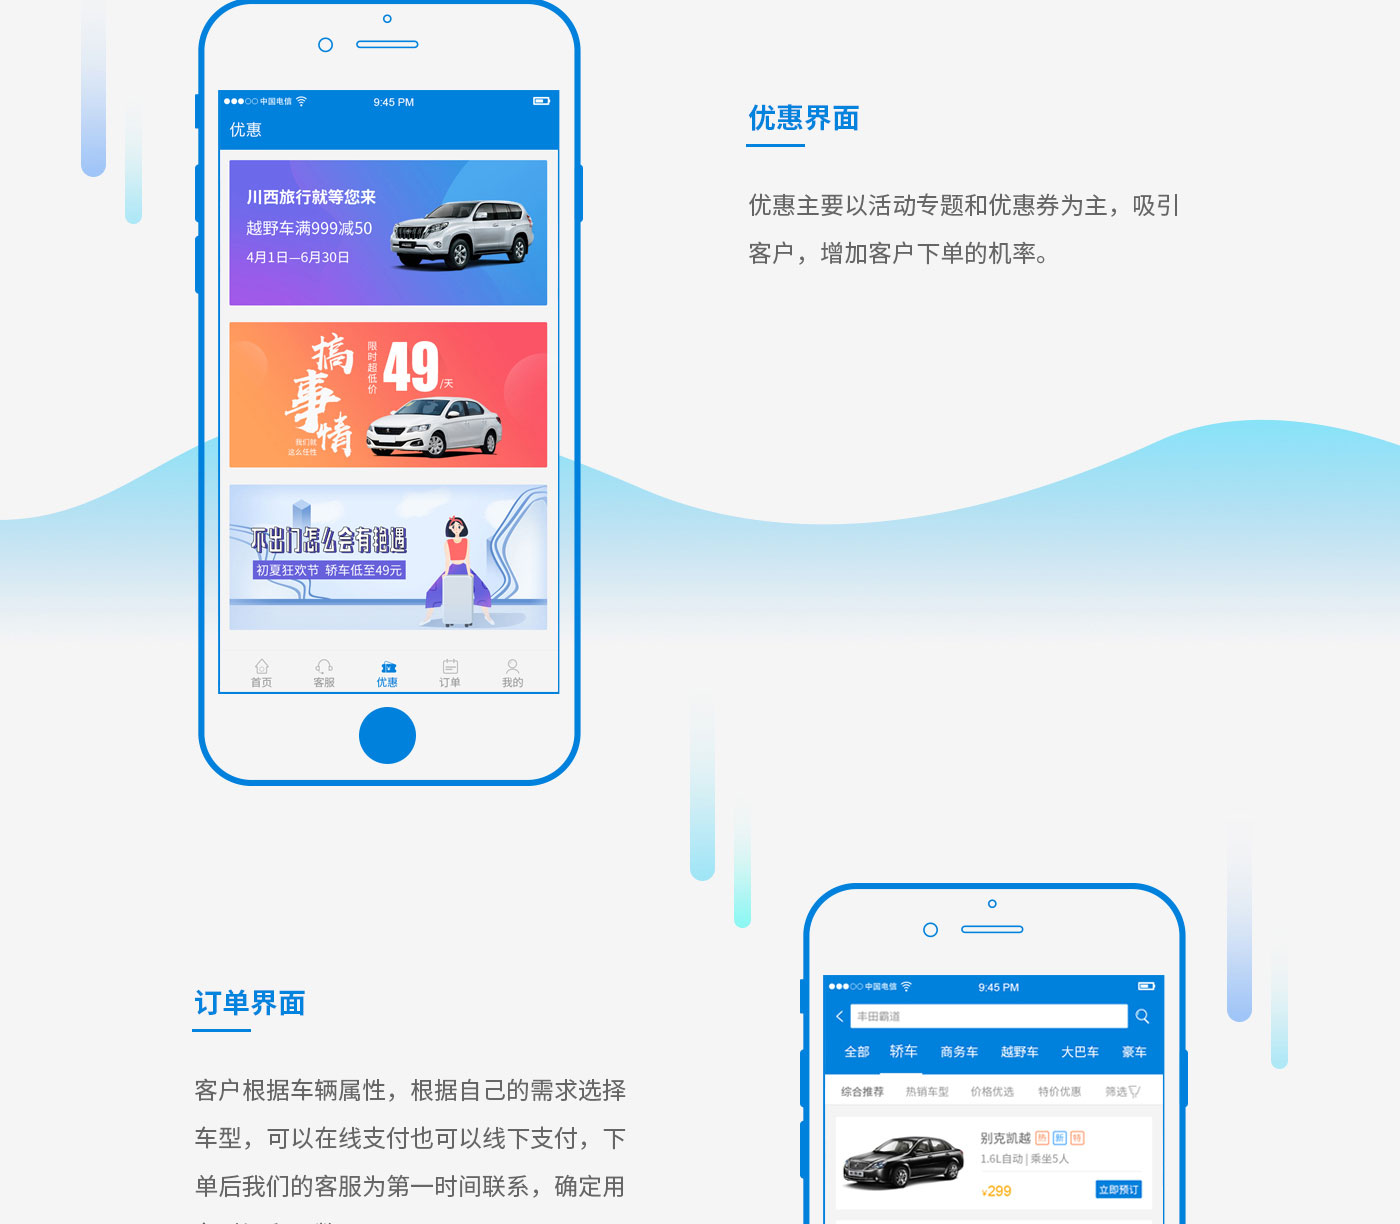 中国电信 9:45 PM
优惠
川西旅行就等您来
越野车满999减50
4月1日—6月30日
搞事情
我们就
这么任性
限时超低价
49/天
不出门怎么会有艳遇
初夏狂欢节 轿车低至49元
首页 客服 优惠 订单 我的
优惠界面
优惠主要以活动专题和优惠券为主，吸引
客户，增加客户下单的机率。
订单界面
客户根据车辆属性，根据自己的需求选择
车型，可以在线支付也可以线下支付，下
单后我们的客服为第一时间联系，确定用
中国电信 9:45 PM
丰田霸道
全部 轿车 商务车 越野车 大巴车 豪车
综合推荐 热销车型 价格优选 特价优惠 筛选
别克凯越 热 新 特
1.6L自动 | 乘坐5人
¥299
立即预订